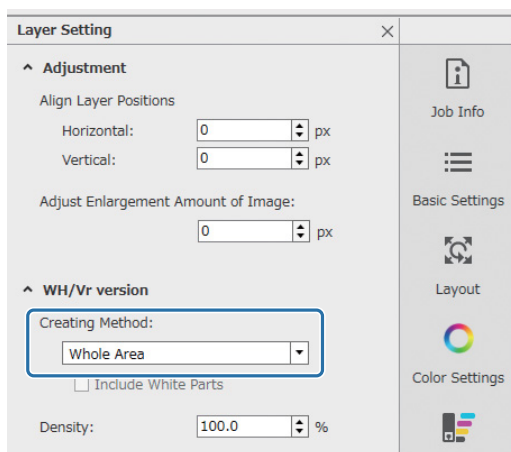 Layer Setting
Adjustment
Align Layer Positions
Horizontal: 0 px
Vertical: 0 px
Adjust Enlargement Amount of Image:
0 px
WH/Vr version
Creating Method:
Whole Area
Include White Parts
Density: 100.0 %
Job Info
Basic Settings
Layout
Color Settings